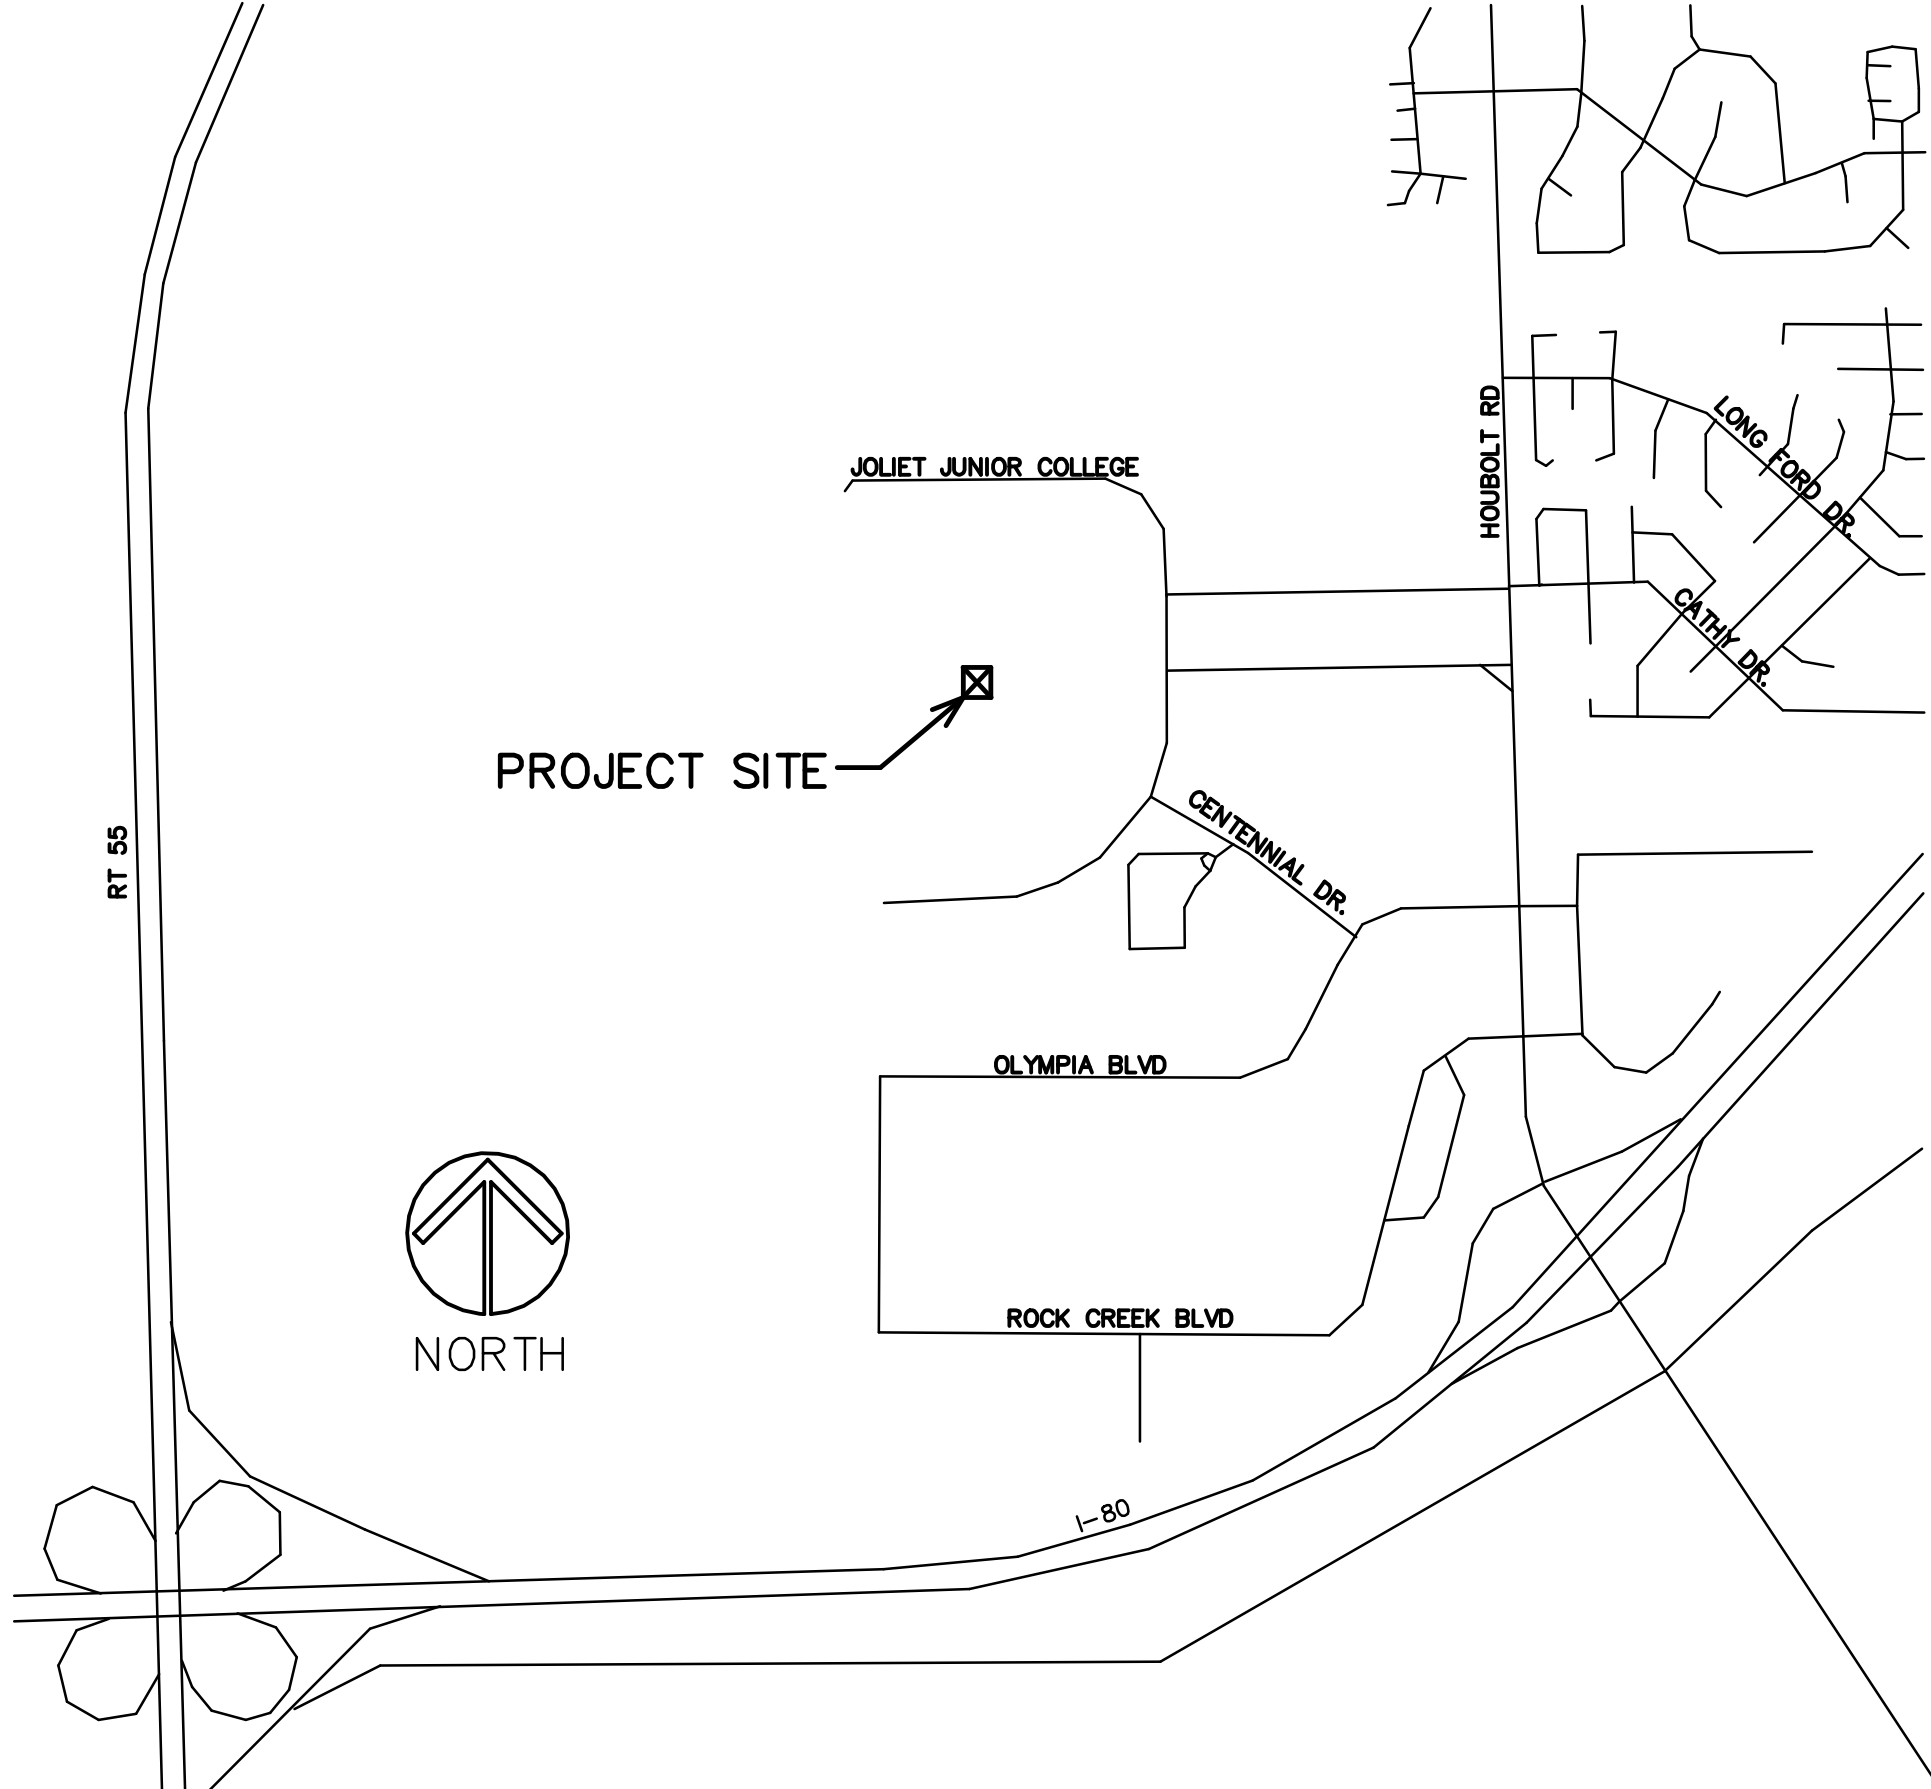 LONG FORD DR.
HOUBOLT RD
JOLIET JUNIOR COLLEGE
CATHY DR.
PROJECT SITE
CENTENNIAL DR.
RT 55
OLYMPIA BLVD
ROCK CREEK BLVD
NORTH
I-80